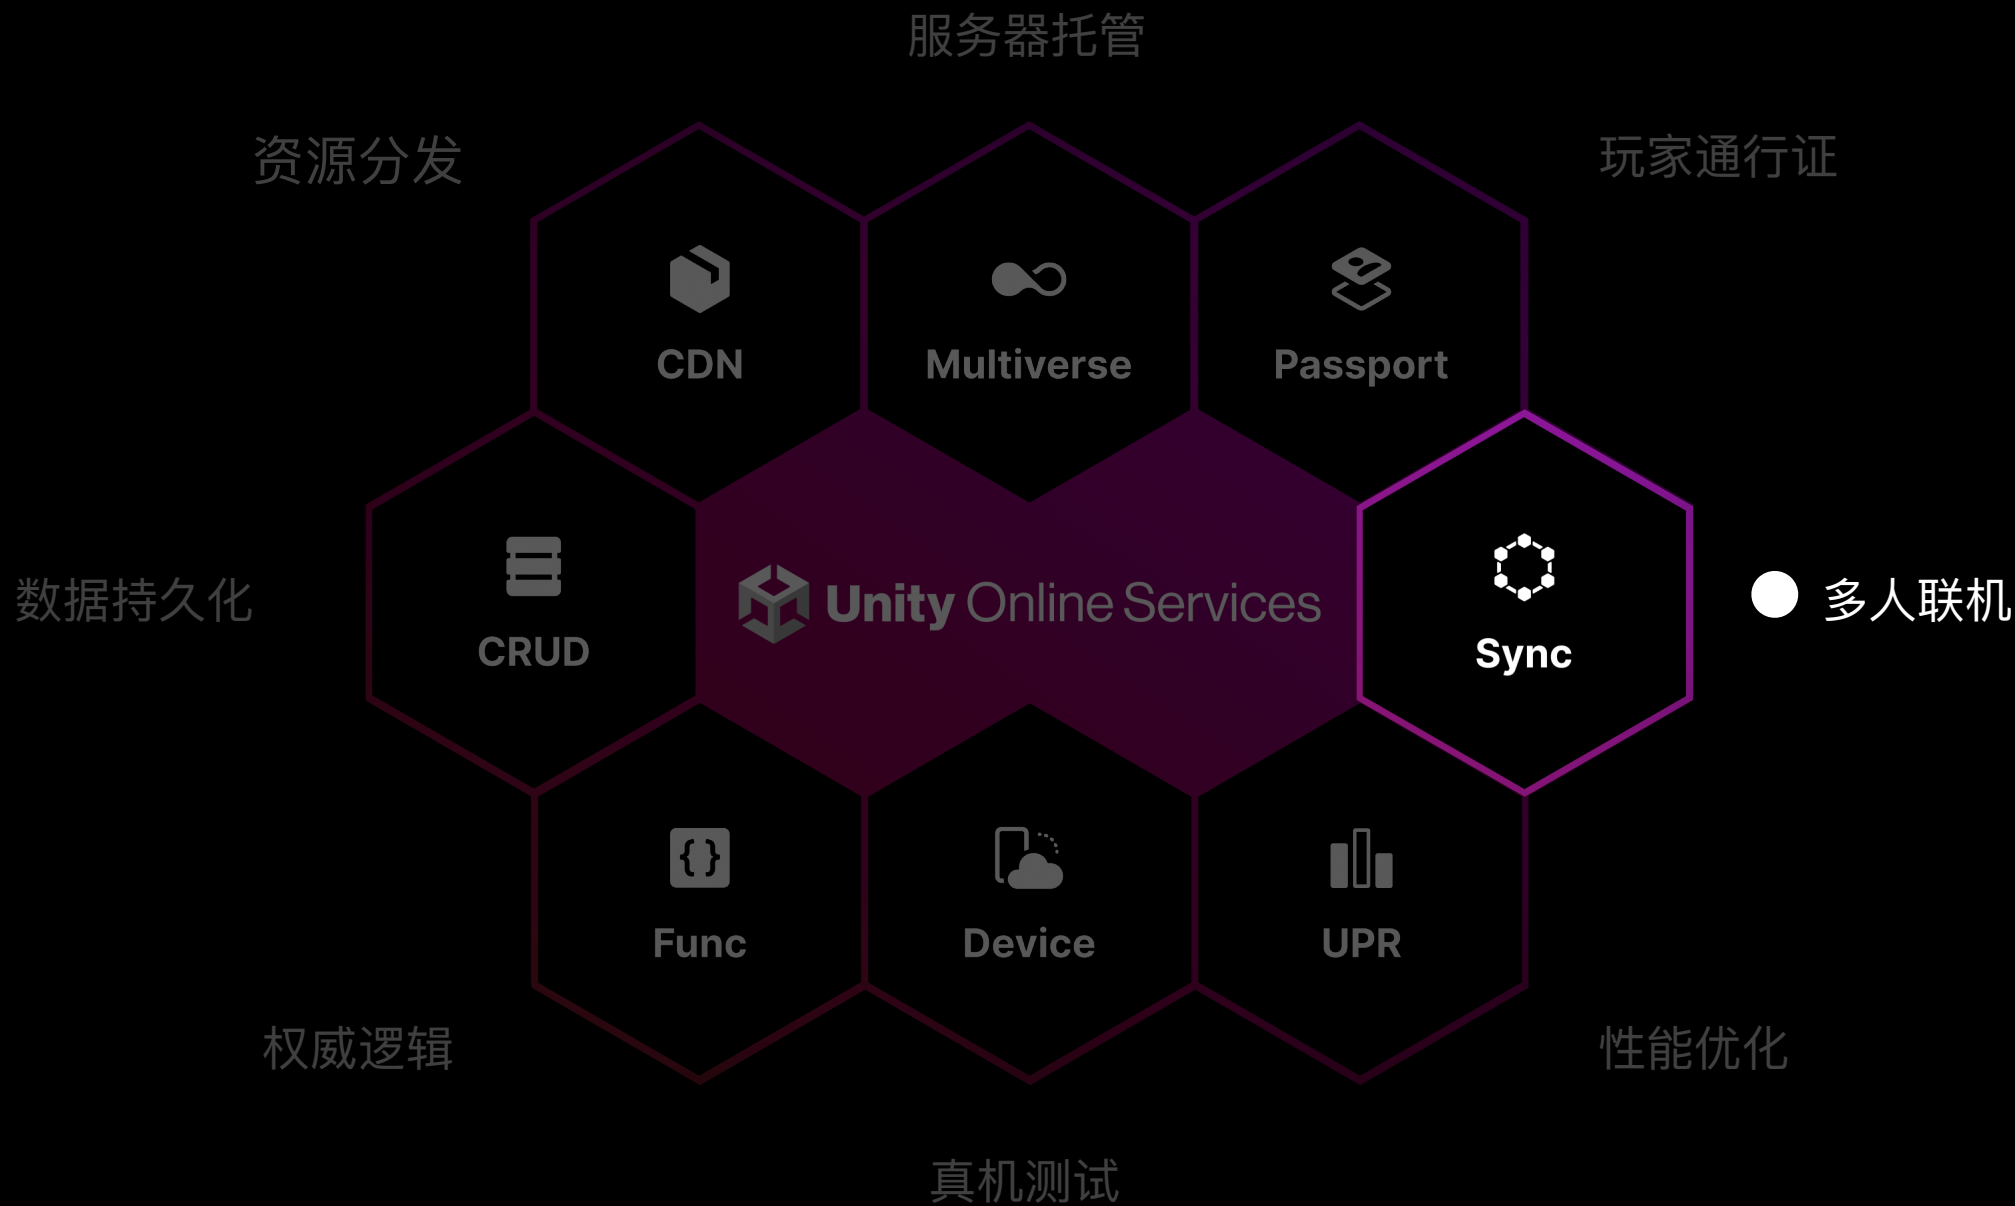 服务器托管
资源分发
玩家通行证
CDN
Multiverse
Passport
数据持久化
CRUD
Unity Online Services
Sync
多人联机
Func
Device
UPR
权威逻辑
性能优化
真机测试